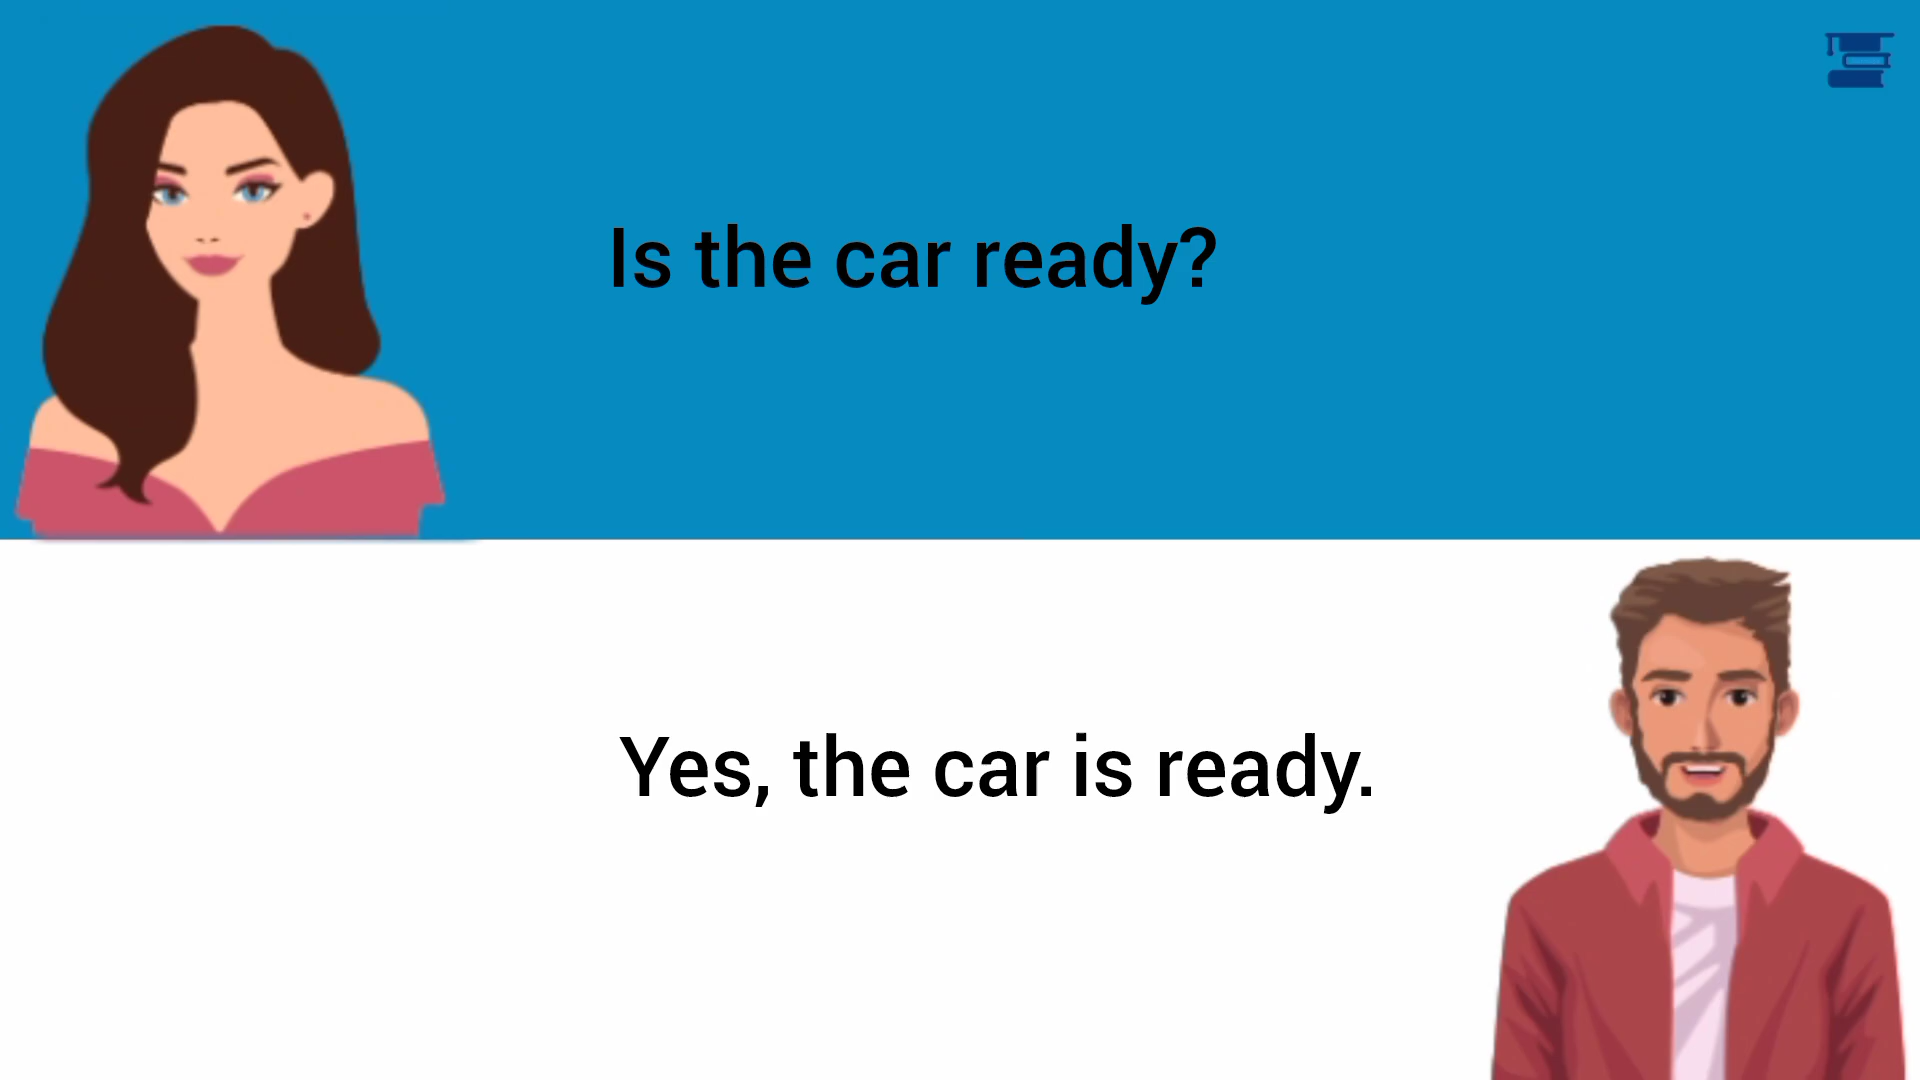 Is the car ready?
Yes, the car is ready.